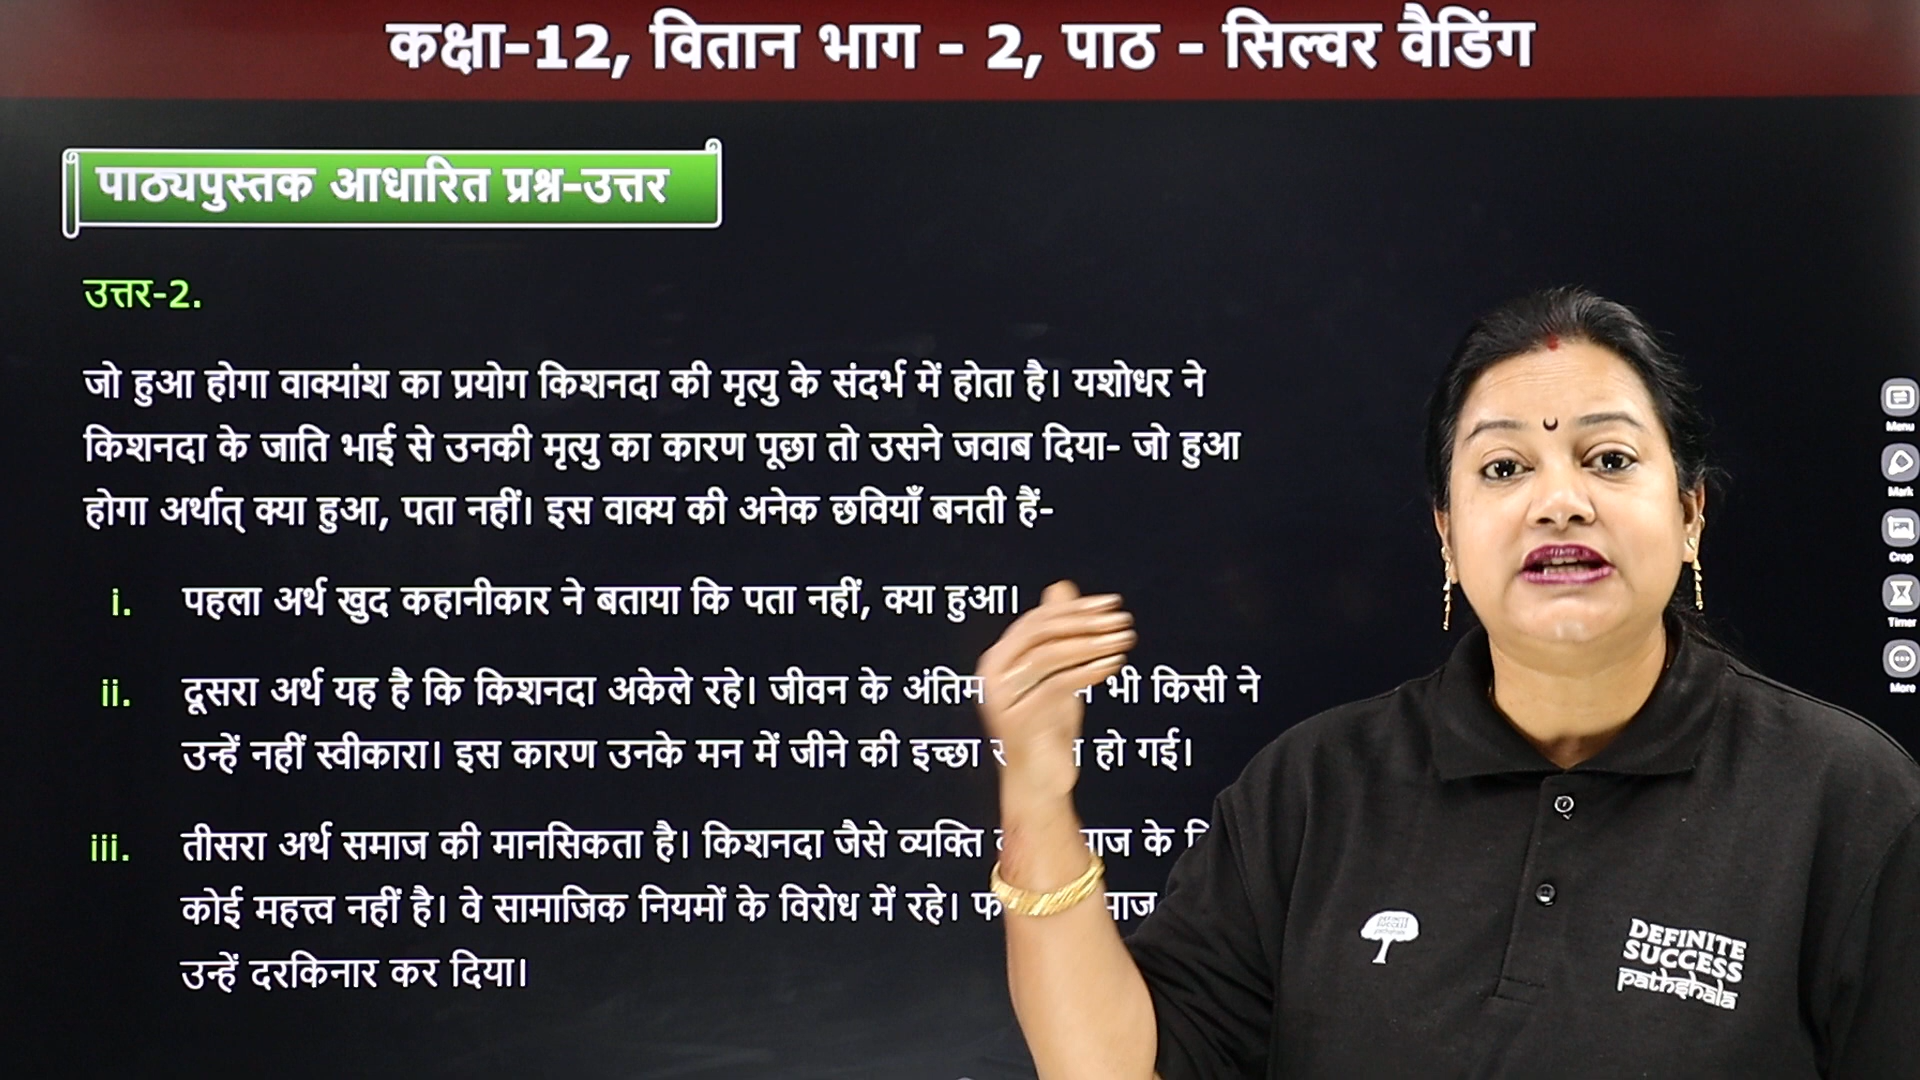 कक्षा-12, वितान भाग - 2, पाठ - सिल्वर वैडिंग
पाठ्यपुस्तक आधारित प्रश्न-उत्तर
उत्तर-2.
जो हुआ होगा वाक्यांश का प्रयोग किशनदा की मृत्यु के संदर्भ में होता है। यशोधर ने
किशनदा के जाति भाई से उनकी मृत्यु का कारण पूछा तो उसने जवाब दिया- जो हुआ
होगा अर्थात् क्या हुआ, पता नहीं। इस वाक्य की अनेक छवियाँ बनती हैं-
i. पहला अर्थ खुद कहानीकार ने बताया कि पता नहीं, क्या हुआ।
ii. दूसरा अर्थ यह है कि किशनदा अकेले रहे। जीवन के अंतिम भी किसी ने
उन्हें नहीं स्वीकारा। इस कारण उनके मन में जीने की इच्छा हो गई।
iii. तीसरा अर्थ समाज की मानसिकता है। किशनदा जैसे व्यक्ति के
कोई महत्त्व नहीं है। वे सामाजिक नियमों के विरोध में रहे।
उन्हें दरकिनार कर दिया।
Menu
Mark
Crop
Timer
More
DEFINITE
SUCCESS
pathshala
DEFINITE
SUCCESS
pathshala